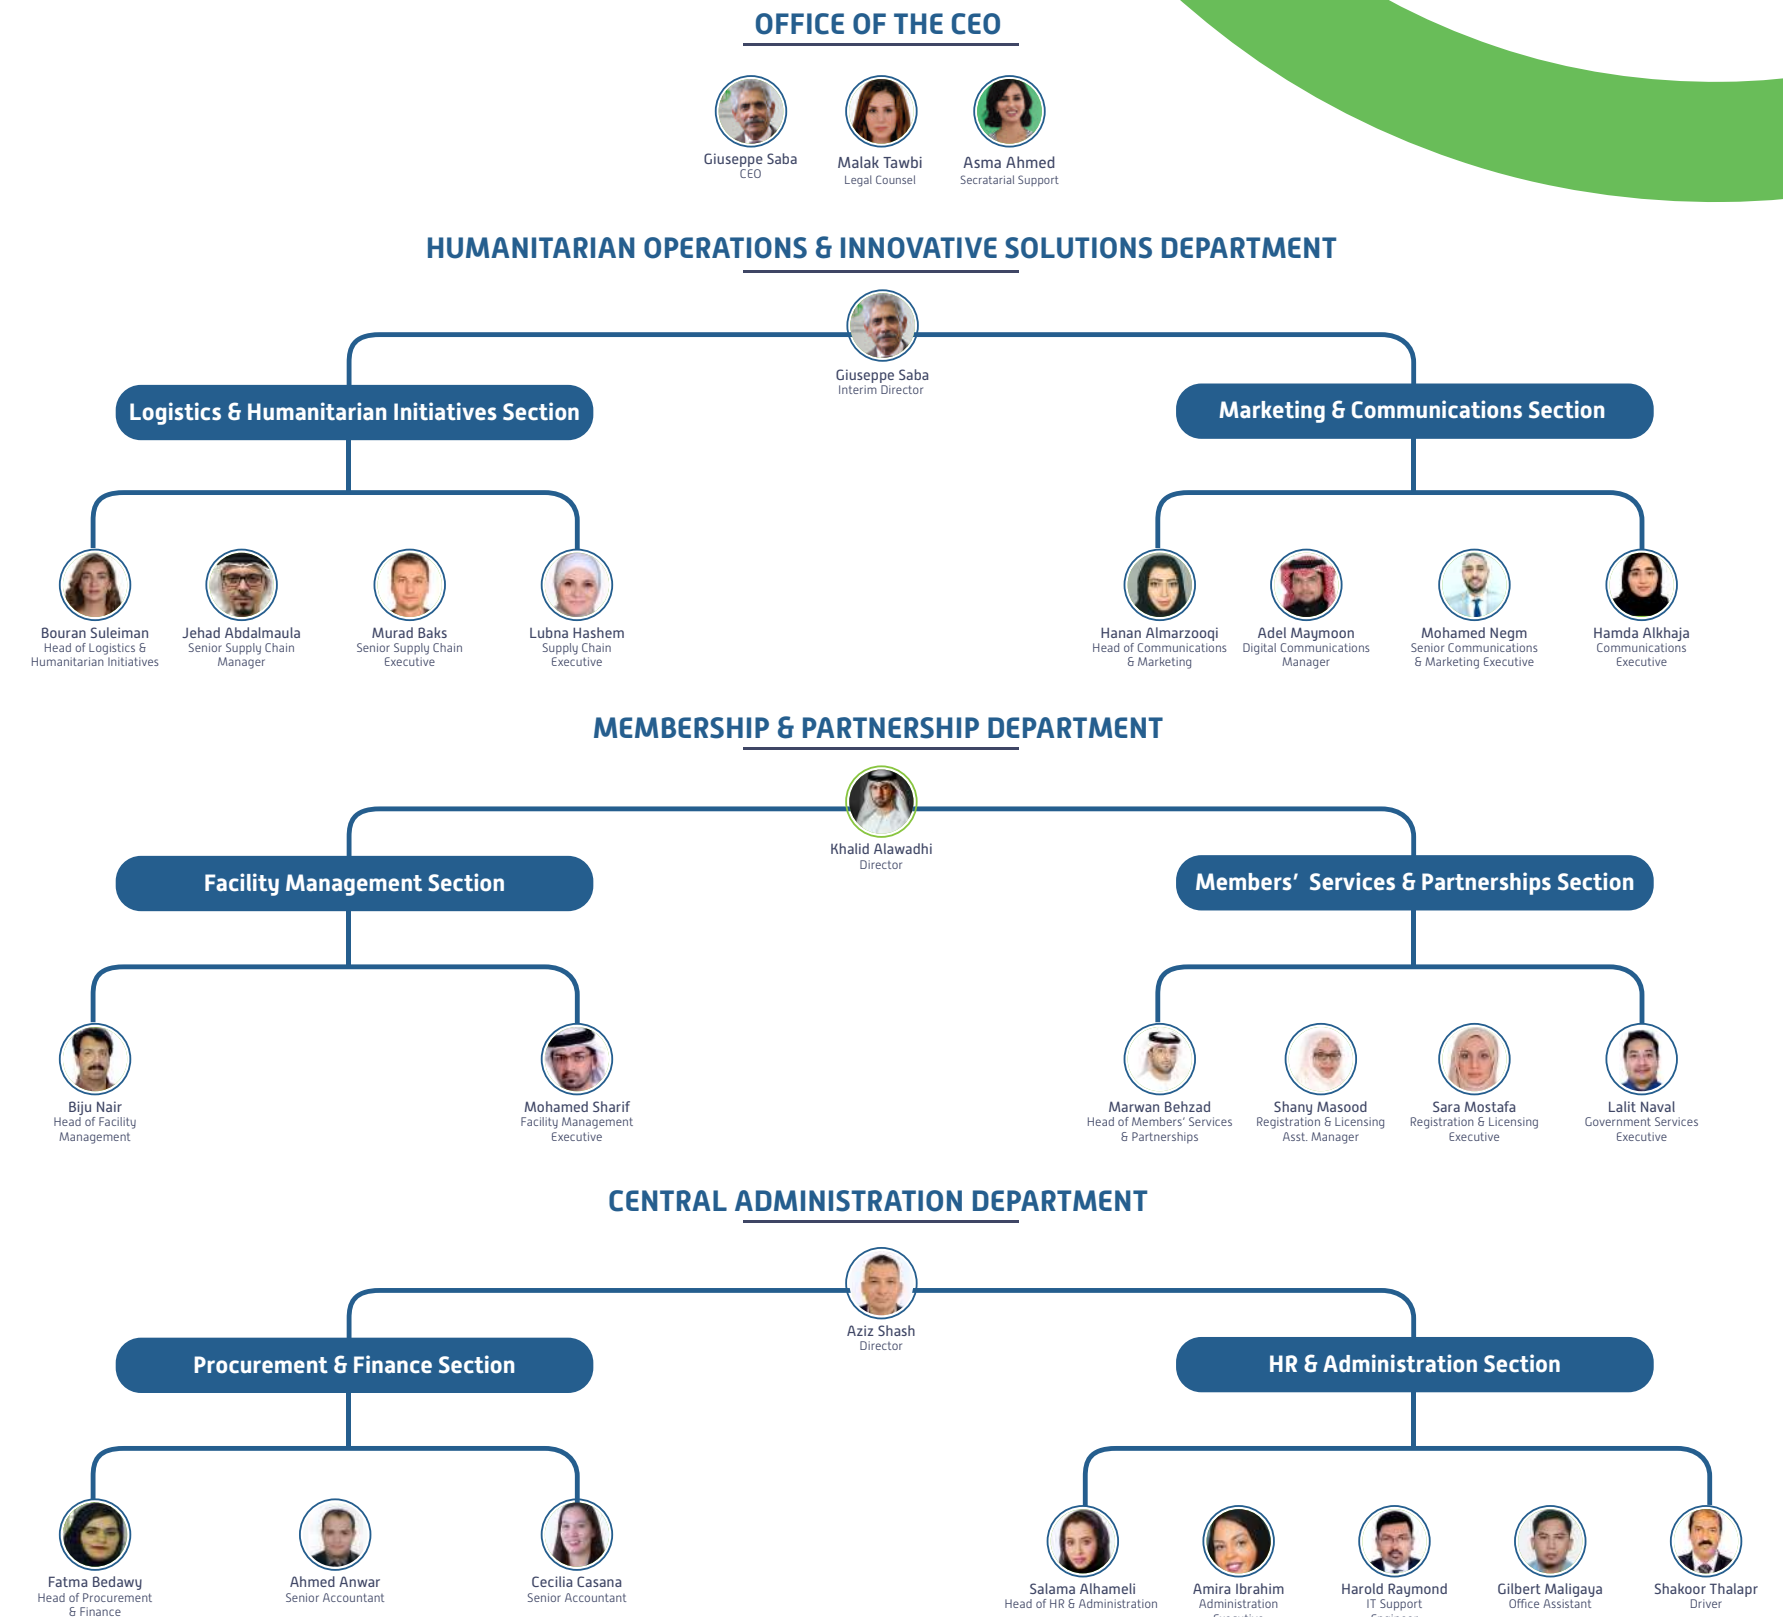 OFFICE OF THE CEO
Giuseppe Saba
CEO
Malak Tawbi
Legal Counsel
Asma Ahmed
Secratarial Support
HUMANITARIAN OPERATIONS & INNOVATIVE SOLUTIONS DEPARTMENT
Giuseppe Saba
Interim Director
Logistics & Humanitarian Initiatives Section
Marketing & Communications Section
Bouran Suleiman
Head of Logistics &
Humanitarian Initiatives
Jehad Abdalmaula
Senior Supply Chain
Manager
Murad Baks
Senior Supply Chain
Executive
Lubna Hashem
Supply Chain
Executive
Hanan Almarzooqi
Head of Communications
& Marketing
Adel Maymoon
Digital Communications
Manager
Mohamed Negm
Senior Communications
& Marketing Executive
Hamda Alkhaja
Communications
Executive
MEMBERSHIP & PARTNERSHIP DEPARTMENT
Khalid Alawadhi
Director
Facility Management Section
Members’ Services & Partnerships Section
Biju Nair
Head of Facility
Management
Mohamed Sharif
Facility Management
Executive
Marwan Behzad
Head of Members’ Services
& Partnerships
Shany Masood
Registration & Licensing
Asst. Manager
Sara Mostafa
Registration & Licensing
Executive
Lalit Naval
Government Services
Executive
CENTRAL ADMINISTRATION DEPARTMENT
Aziz Shash
Director
Procurement & Finance Section
HR & Administration Section
Fatma Bedawy
Head of Procurement
& Finance
Ahmed Anwar
Senior Accountant
Cecilia Casana
Senior Accountant
Salama Alhameli
Head of HR & Administration
Amira Ibrahim
Administration
Harold Raymond
IT Support
Gilbert Maligaya
Office Assistant
Shakoor Thalapr
Driver